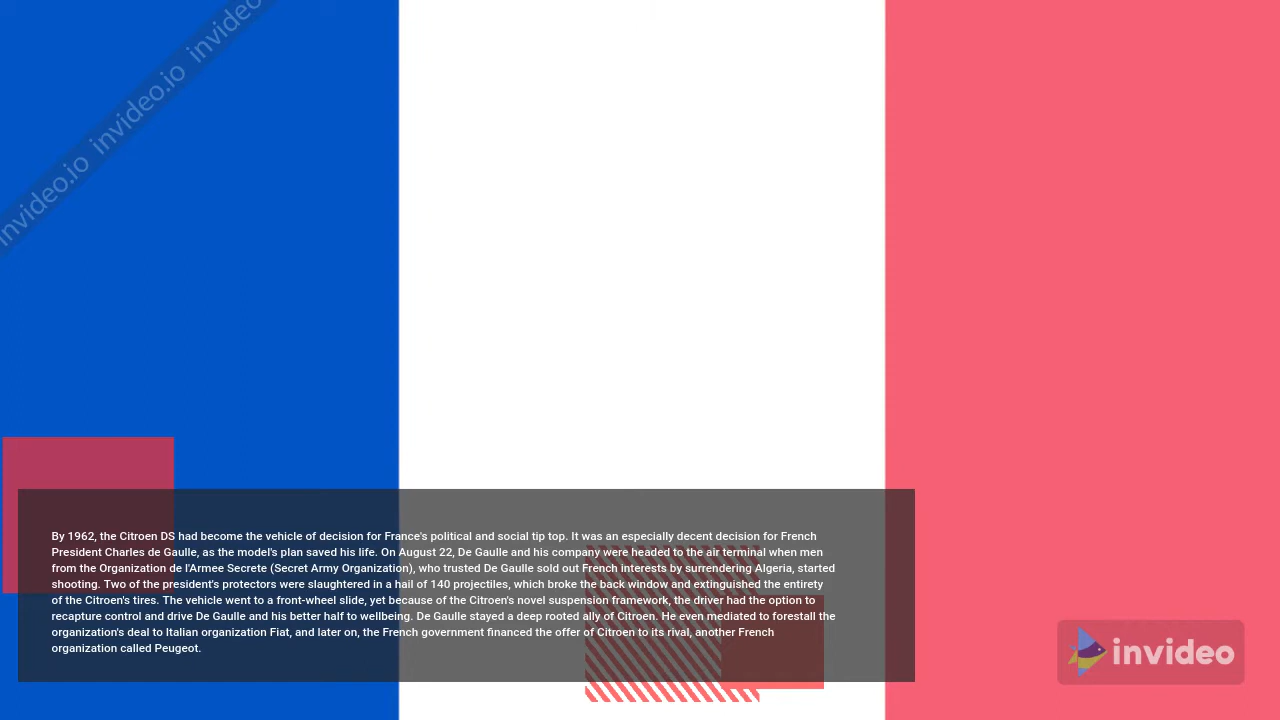 invideo.io invideo.io invideo
By 1962, the Citroen DS had become the vehicle of decision for France's political and social tip top. It was an especially decent decision for French
President Charles de Gaulle, as the model's plan saved his life. On August 22, De Gaulle and his company were headed to the air terminal when men
from the Organization de l'Armee Secrete (Secret Army Organization), who trusted De Gaulle sold out French interests by surrendering Algeria, started
shooting. Two of the president's protectors were slaughtered in a hail of 140 projectiles, which broke the back window and extinguished the entirety
of the Citroen's tires. The vehicle went to a front-wheel slide, yet because of the Citroen's novel suspension framework, the driver had the option to
recapture control and drive De Gaulle and his better half to wellbeing. De Gaulle stayed a deep rooted ally of Citroen. He even mediated to forestall the
organization's deal to Italian organization Fiat, and later on, the French government financed the offer of Citroen to its rival, another French
organization called Peugeot.
invideo